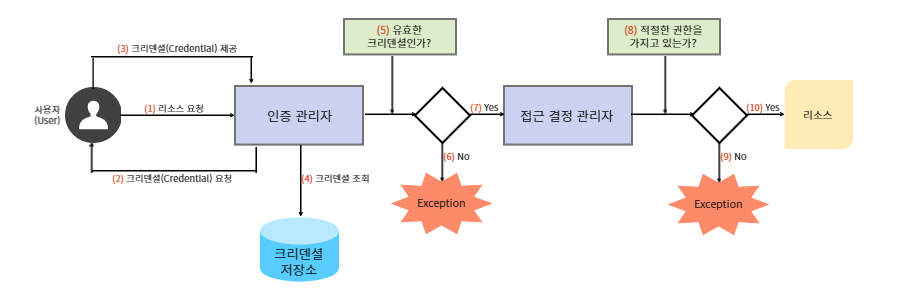 (5) 유효한
크리덴셜인가?
(8) 적절한 권한을
가지고 있는가?
(3) 크리덴셜(Credential) 제공
사용자
(User)
(1) 리소스 요청
인증 관리자
(7) Yes
접근 결정 관리자
(10) Yes
리소스
(2) 크리덴셜(Credential) 요청
(4) 크리덴셜 조회
(6) No
(9) No
Exception
Exception
크리덴셜
저장소